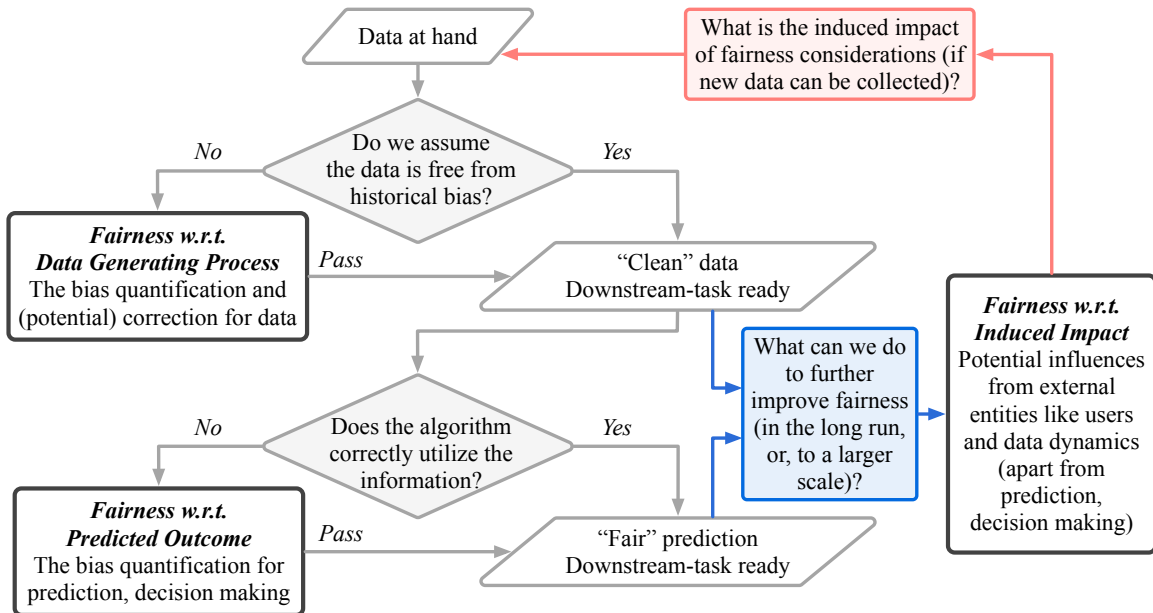 Data at hand
What is the induced impact
of fairness considerations (if
new data can be collected)?
Do we assume
the data is free from
historical bias?
No
Yes
Fairness w.r.t.
Data Generating Process
The bias quantification and
(potential) correction for data
Pass
“Clean” data
Downstream-task ready
What can we do
to further
improve fairness
(in the long run,
or, to a larger
scale)?
Fairness w.r.t.
Induced Impact
Potential influences
from external
entities like users
and data dynamics
(apart from
prediction,
decision making)
Does the algorithm
correctly utilize the
information?
No
Yes
Fairness w.r.t.
Predicted Outcome
The bias quantification for
prediction, decision making
Pass
“Fair” prediction
Downstream-task ready